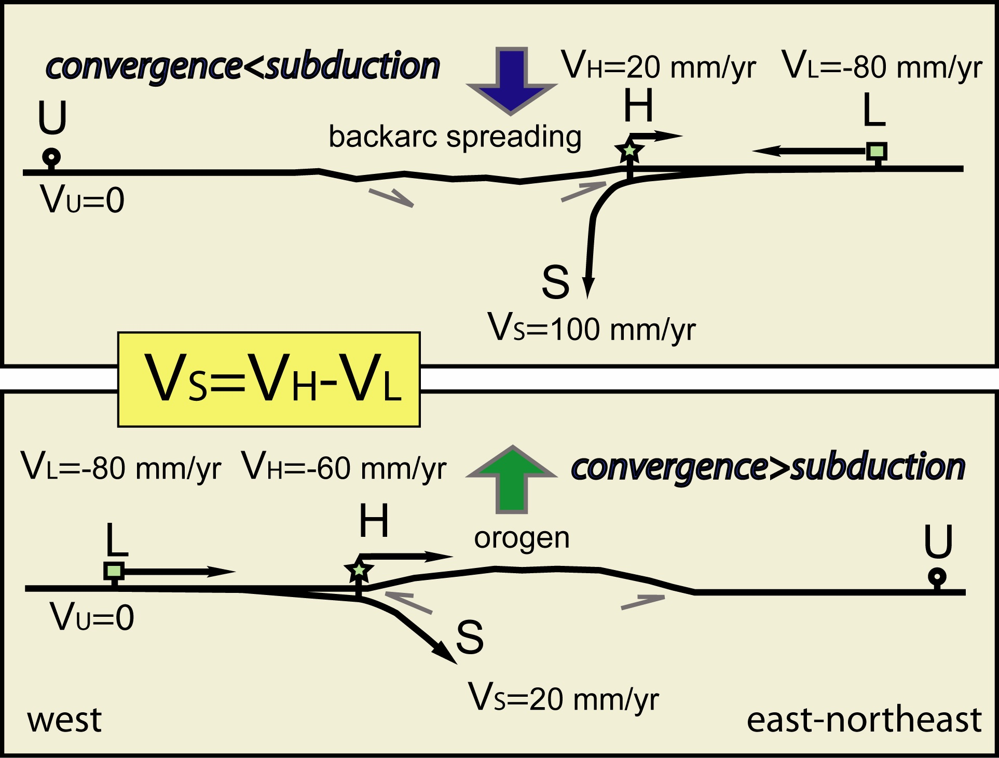 convergence<subduction
VH=20 mm/yr
VL=-80 mm/yr
U
H
L
backarc spreading
VU=0
S
VS=100 mm/yr
VS=VH-VL
VL=-80 mm/yr
VH=-60 mm/yr
convergence>subduction
H
L
orogen
U
VU=0
S
VS=20 mm/yr
west
east-northeast